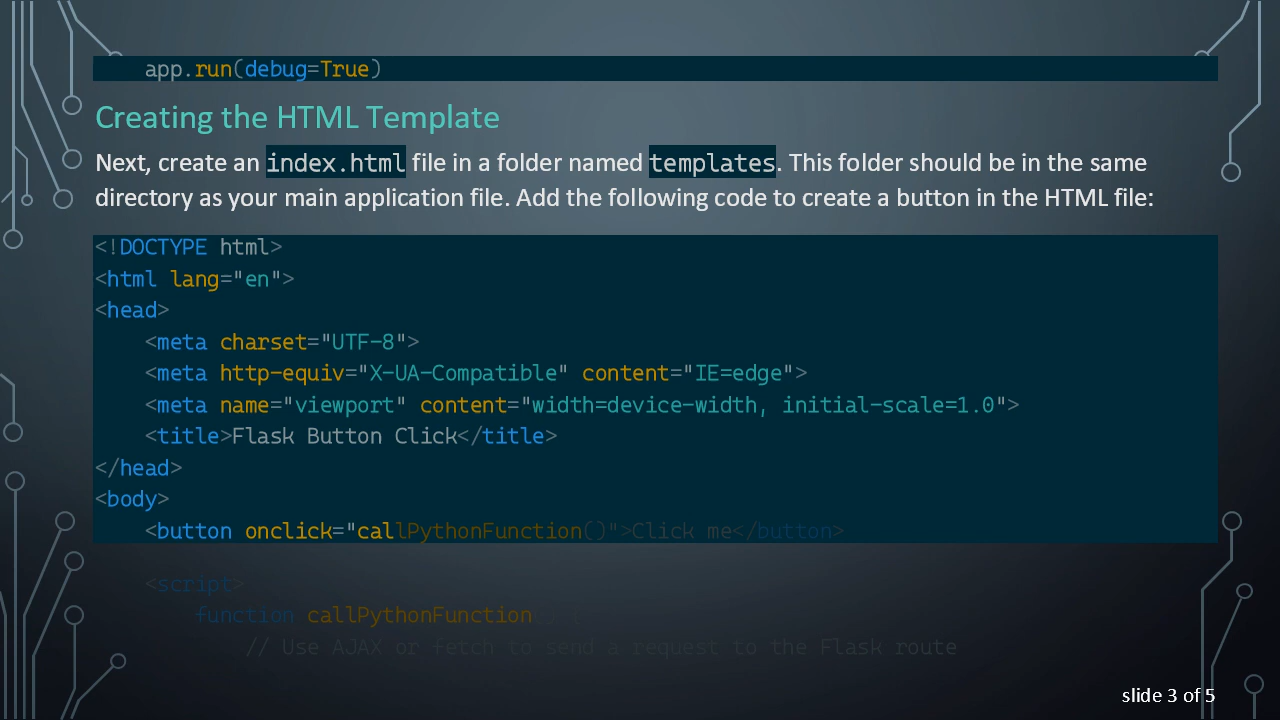 app.run(debug=True)
Creating the HTML Template
Next, create an index.html file in a folder named templates. This folder should be in the same
directory as your main application file. Add the following code to create a button in the HTML file:
<!DOCTYPE html>
<html lang="en">
<head>
    <meta charset="UTF-8">
    <meta http-equiv="X-UA-Compatible" content="IE=edge">
    <meta name="viewport" content="width=device-width, initial-scale=1.0">
    <title>Flask Button Click</title>
</head>
<body>
    <button onclick="callPythonFunction()">Click me</button>
    <script>
        function callPythonFunction
            // Use AJAX or fetch to send a request to the Flask route
slide 3 of 5